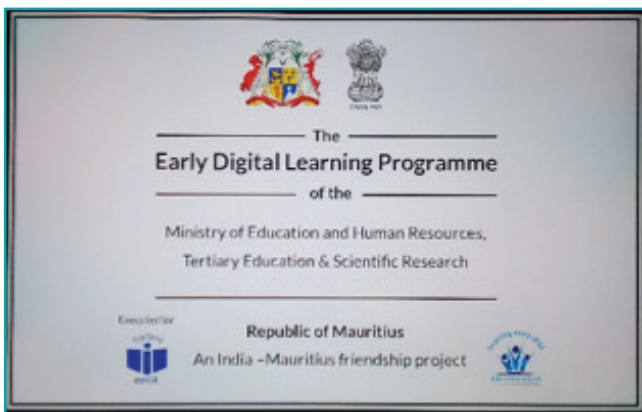 The
Early Digital Learning Programme
of the
Ministry of Education and Human Resources,
Tertiary Education & Scientific Research
Executed by
Republic of Mauritius
An India –Mauritius friendship project